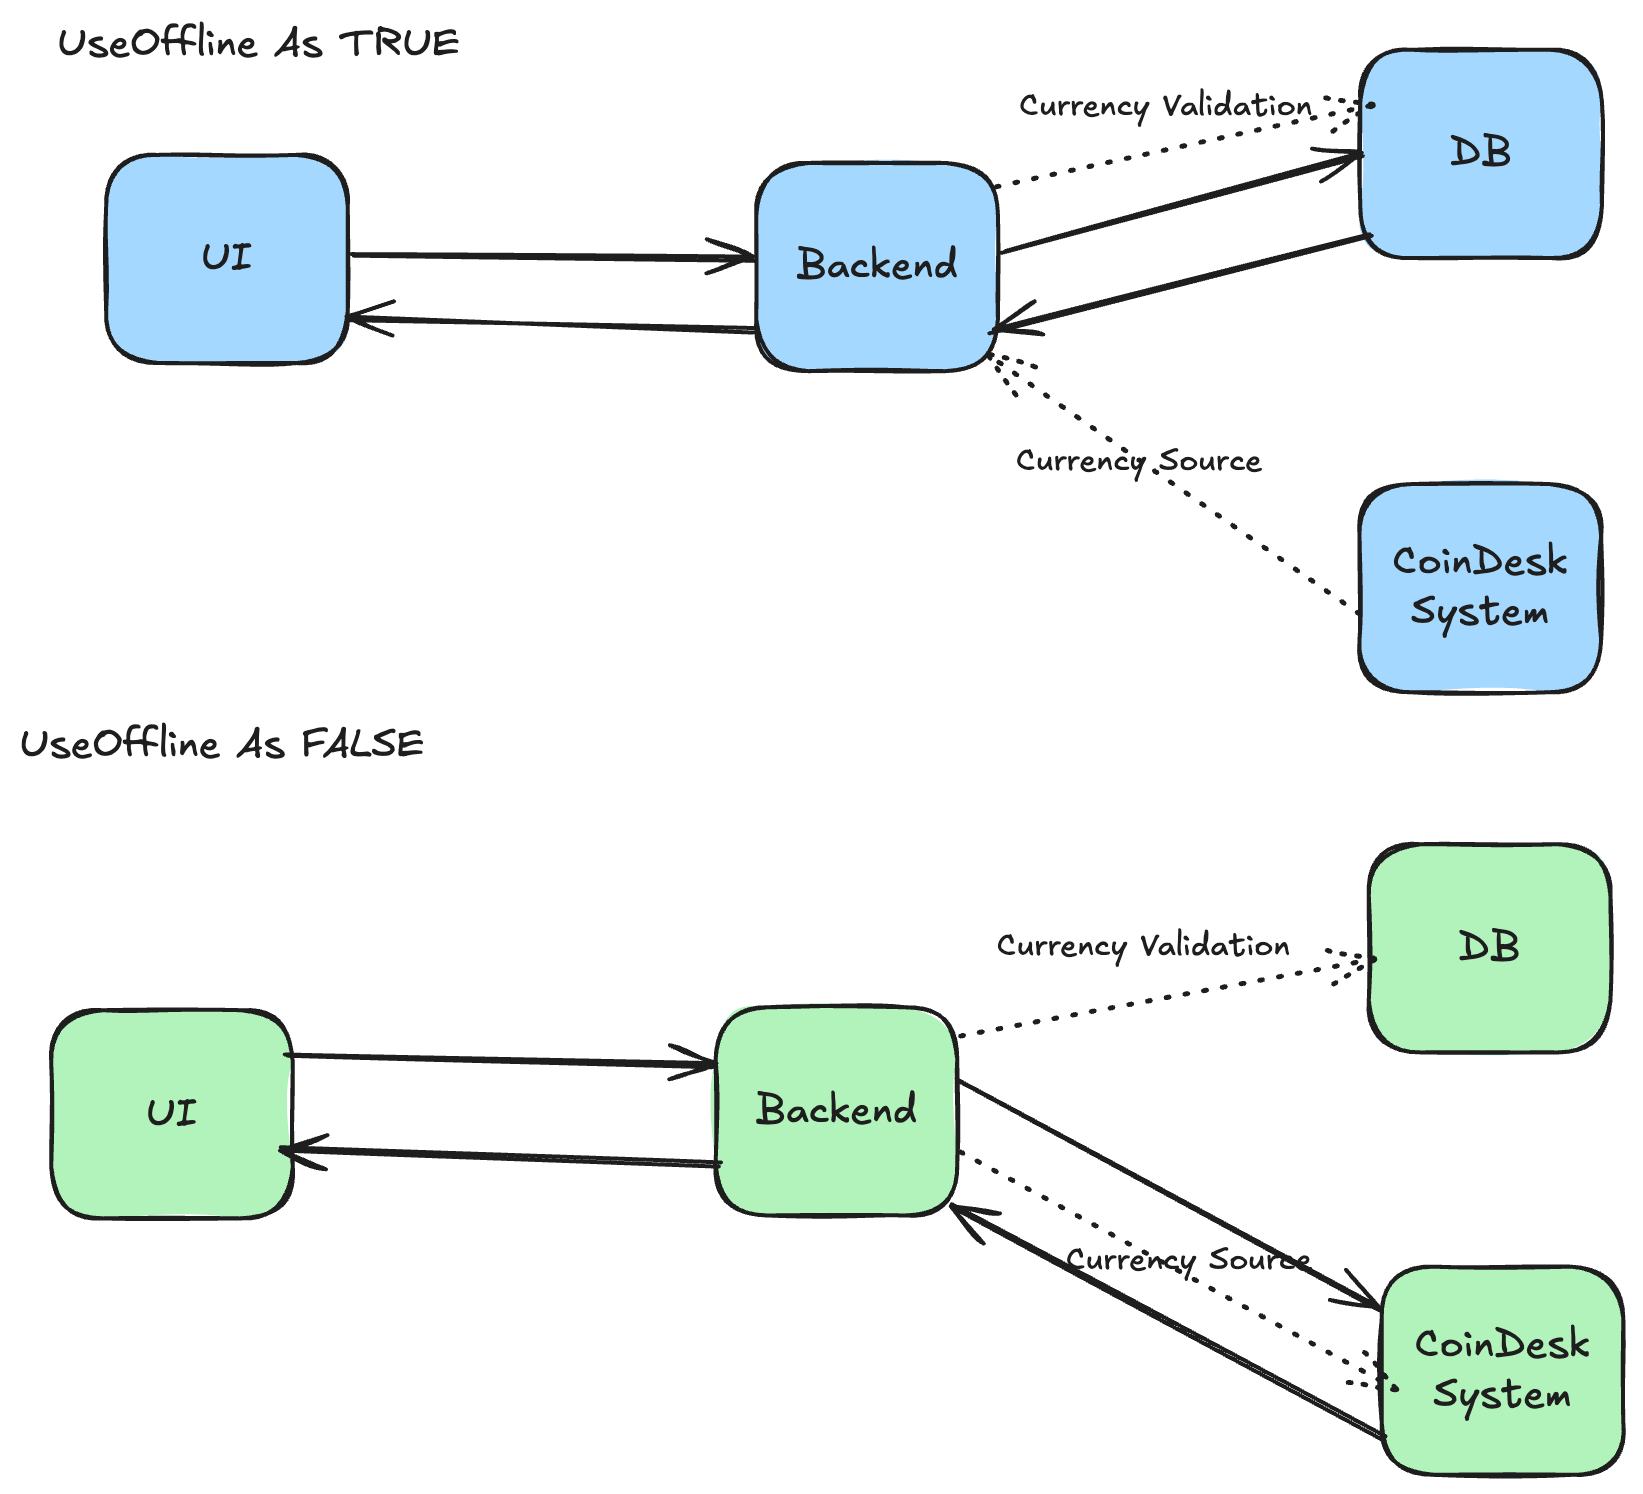 UseOffline As TRUE
Currency Validation
DB
UI
Backend
Currency Source
CoinDesk
System
UseOffline As FALSE
Currency Validation
DB
UI
Backend
Currency Source
CoinDesk
System